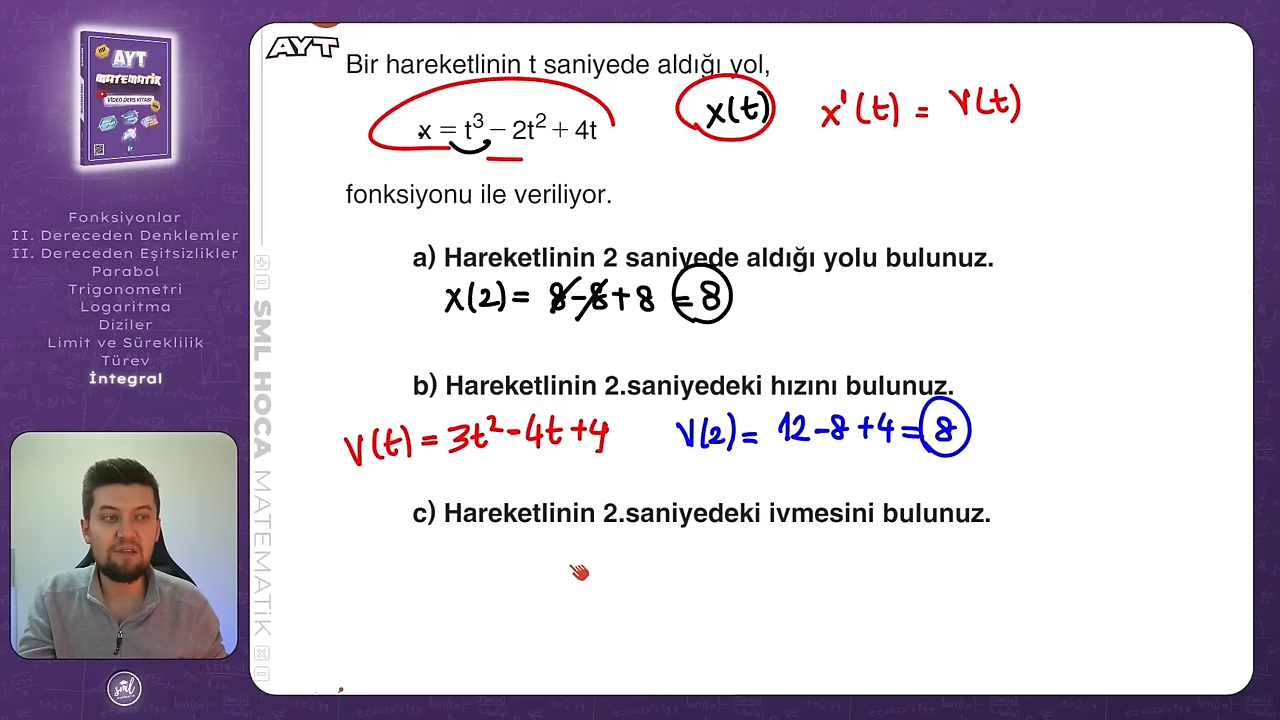 AYT
MATEMATİK
VİDEO DERS KİTABI
Fonksiyonlar
II. Dereceden Denklemler
II. Dereceden Eşitsizlikler
Parabol
Trigonometri
Logaritma
Diziler
Limit ve Süreklilik
Türev
İntegral
sml
SML HOCA MATEMATİK
AYT
Bir hareketlinin t saniyede aldığı yol,
x = t³ − 2t² + 4t
x(t) x'(t) = V(t)
fonksiyonu ile veriliyor.
a) Hareketlinin 2 saniyede aldığı yolu bulunuz.
x(2) = 8 − 8 + 8 = 8
b) Hareketlinin 2.saniyedeki hızını bulunuz.
V(t) = 3t² − 4t + 4 V(2) = 12 − 8 + 4 = 8
c) Hareketlinin 2.saniyedeki ivmesini bulunuz.